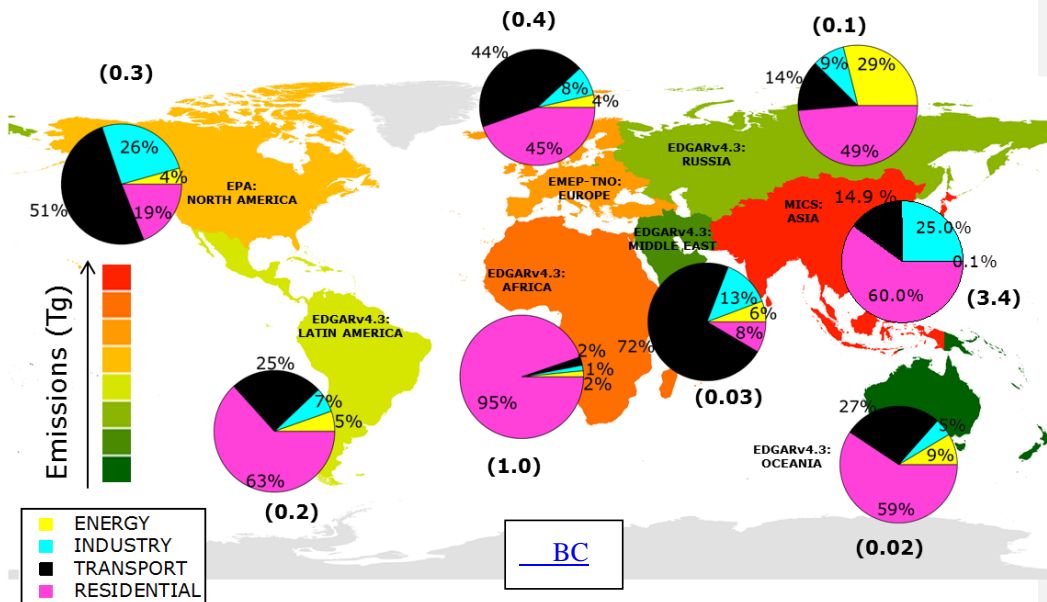 (0.4)
(0.1)
44%
9%
29%
(0.3)
14%
8%
4%
EDGARv4.3:
RUSSIA
26%
45%
49%
4%
EPA:
NORTH AMERICA
EMEP-TNO:
EUROPE
MICS:
ASIA
14.9 %
51%
19%
25.0%
EDGARv4.3:
MIDDLE EAST
0.1%
EDGARv4.3:
AFRICA
60.0%
(3.4)
13%
6%
8%
72%
(0.03)
Emissions (Tg)
EDGARv4.3:
LATIN AMERICA
25%
7%
5%
63%
(0.2)
2%
1%
2%
95%
(1.0)
27%
5%
9%
EDGARv4.3:
OCEANIA
59%
(0.02)
ENERGY
INDUSTRY
TRANSPORT
RESIDENTIAL
BC